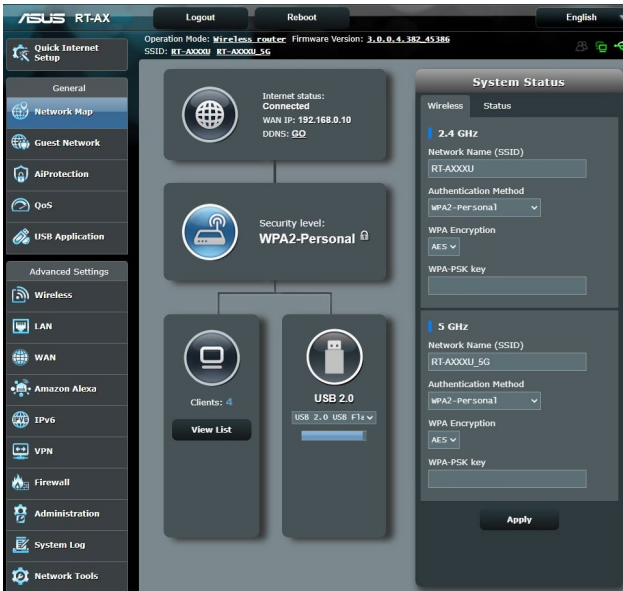 ASUS RT-AX
Logout
Reboot
English
Quick Internet
Setup
Operation Mode: Wireless router Firmware Version: 3.0.0.4.382_45386
SSID: RT-AXXXU RT-AXXXU_5G
General
Network Map
Guest Network
AiProtection
QoS
USB Application
Advanced Settings
Wireless
LAN
WAN
Amazon Alexa
IPv6
VPN
Firewall
Administration
System Log
Network Tools
Internet status:
Connected
WAN IP: 192.168.0.10
DDNS: GO
Security level:
WPA2-Personal
Clients: 4
View List
USB 2.0
USB 2.0 USB Fla
System Status
Wireless
Status
2.4 GHz
Network Name (SSID)
RT-AXXXU
Authentication Method
WPA2-Personal
WPA Encryption
AES
WPA-PSK key
5 GHz
Network Name (SSID)
RT-AXXXU_5G
Authentication Method
WPA2-Personal
WPA Encryption
AES
WPA-PSK key
Apply